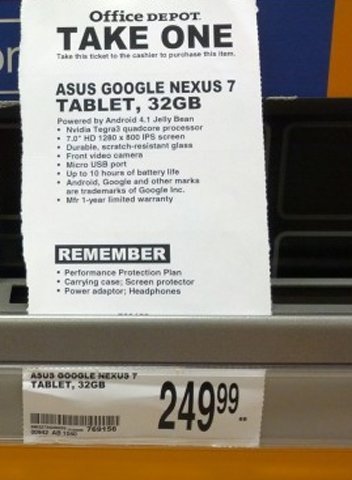 Office DEPOT
TAKE ONE
Take this ticket to the cashier to purchase this item.
ASUS GOOGLE NEXUS 7
TABLET, 32GB
Powered by Android 4.1 Jelly Bean
• Nvidia Tegra3 quadcore processor
• 7.0" HD 1280 x 800 IPS screen
• Durable, scratch-resistant glass
• Front video camera
• Micro USB port
• Up to 10 hours of battery life
• Android, Google and other marks
are trademarks of Google Inc.
• Mfr 1-year limited warranty
REMEMBER
• Performance Protection Plan
• Carrying case; Screen protector
• Power adaptor; Headphones
ASUS GOOGLE NEXUS 7
TABLET, 32GB
249.99
769156